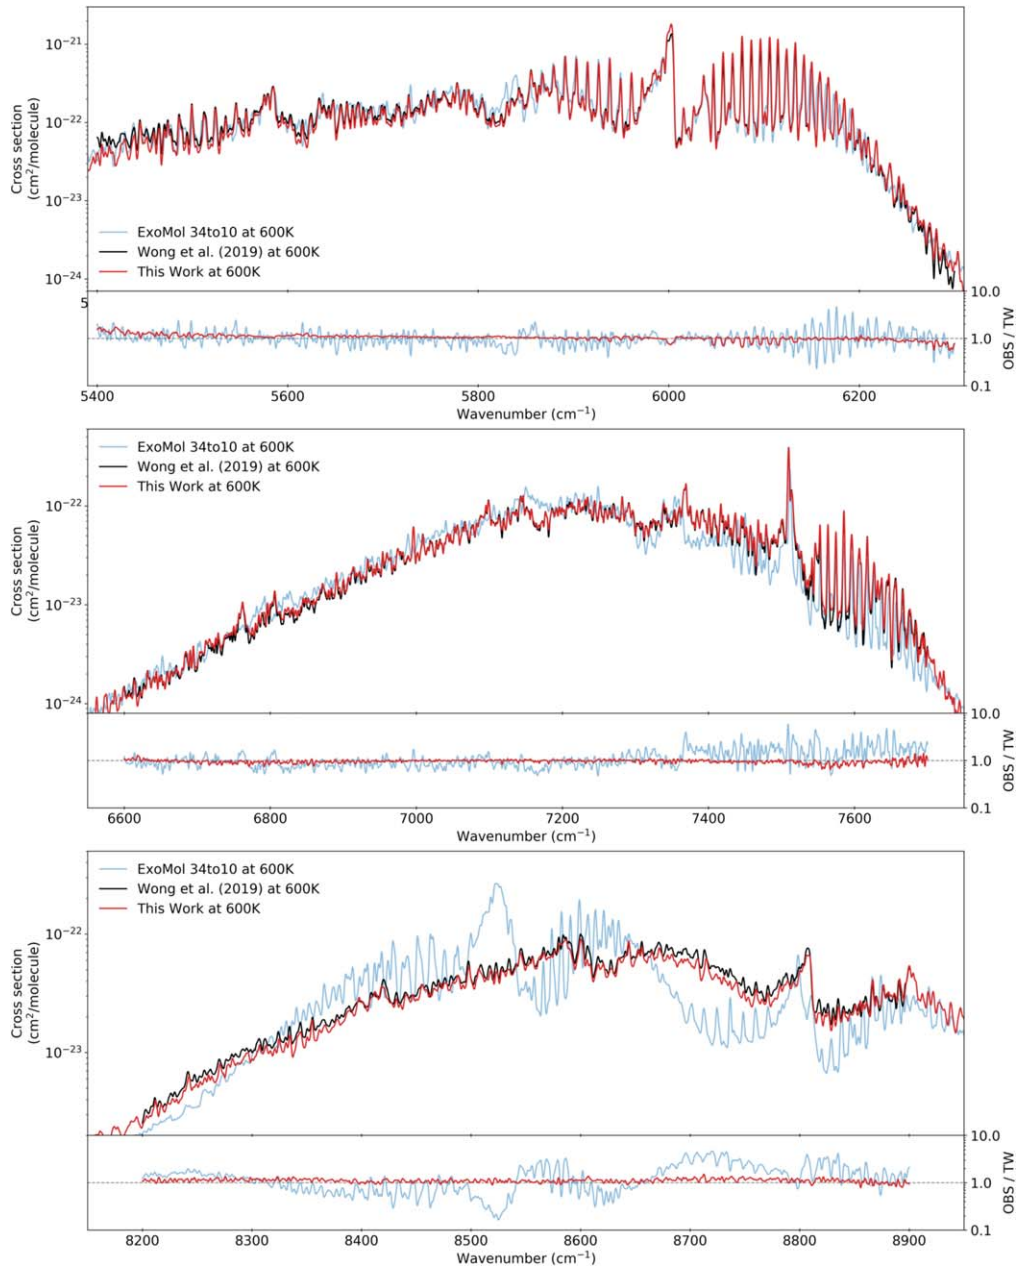 10⁻²¹
10⁻²²
10⁻²³
10⁻²⁴
Cross section
(cm²/molecule)
ExoMol 34to10 at 600K
Wong et al. (2019) at 600K
This Work at 600K
5
10.0
1.0
0.1
OBS / TW
5400 5600 5800 6000 6200
Wavenumber (cm⁻¹)
ExoMol 34to10 at 600K
Wong et al. (2019) at 600K
This Work at 600K
10⁻²²
10⁻²³
10⁻²⁴
Cross section
(cm²/molecule)
10.0
1.0
0.1
OBS / TW
6600 6800 7000 7200 7400 7600
Wavenumber (cm⁻¹)
ExoMol 34to10 at 600K
Wong et al. (2019) at 600K
This Work at 600K
10⁻²²
10⁻²³
Cross section
(cm²/molecule)
10.0
1.0
0.1
OBS / TW
8200 8300 8400 8500 8600 8700 8800 8900
Wavenumber (cm⁻¹)